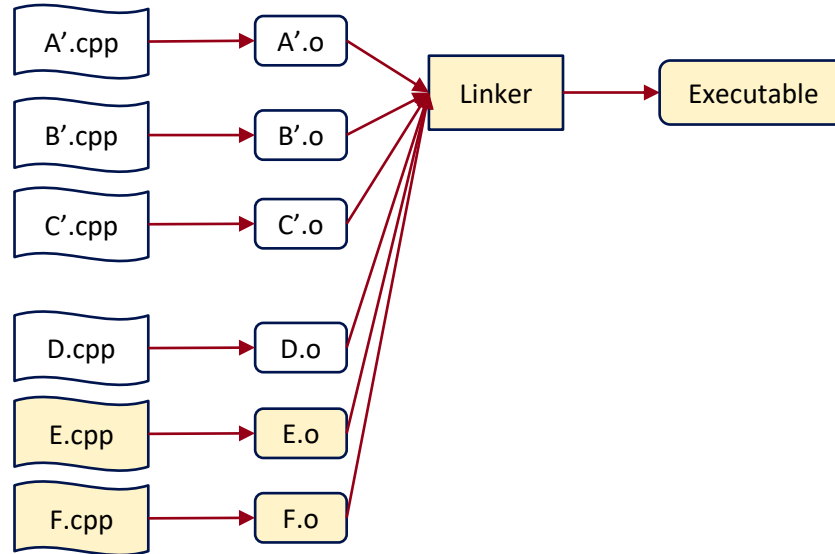 A’.cpp
A’.o
Linker
Executable
B’.cpp
B’.o
C’.cpp
C’.o
D.cpp
D.o
E.cpp
E.o
F.cpp
F.o